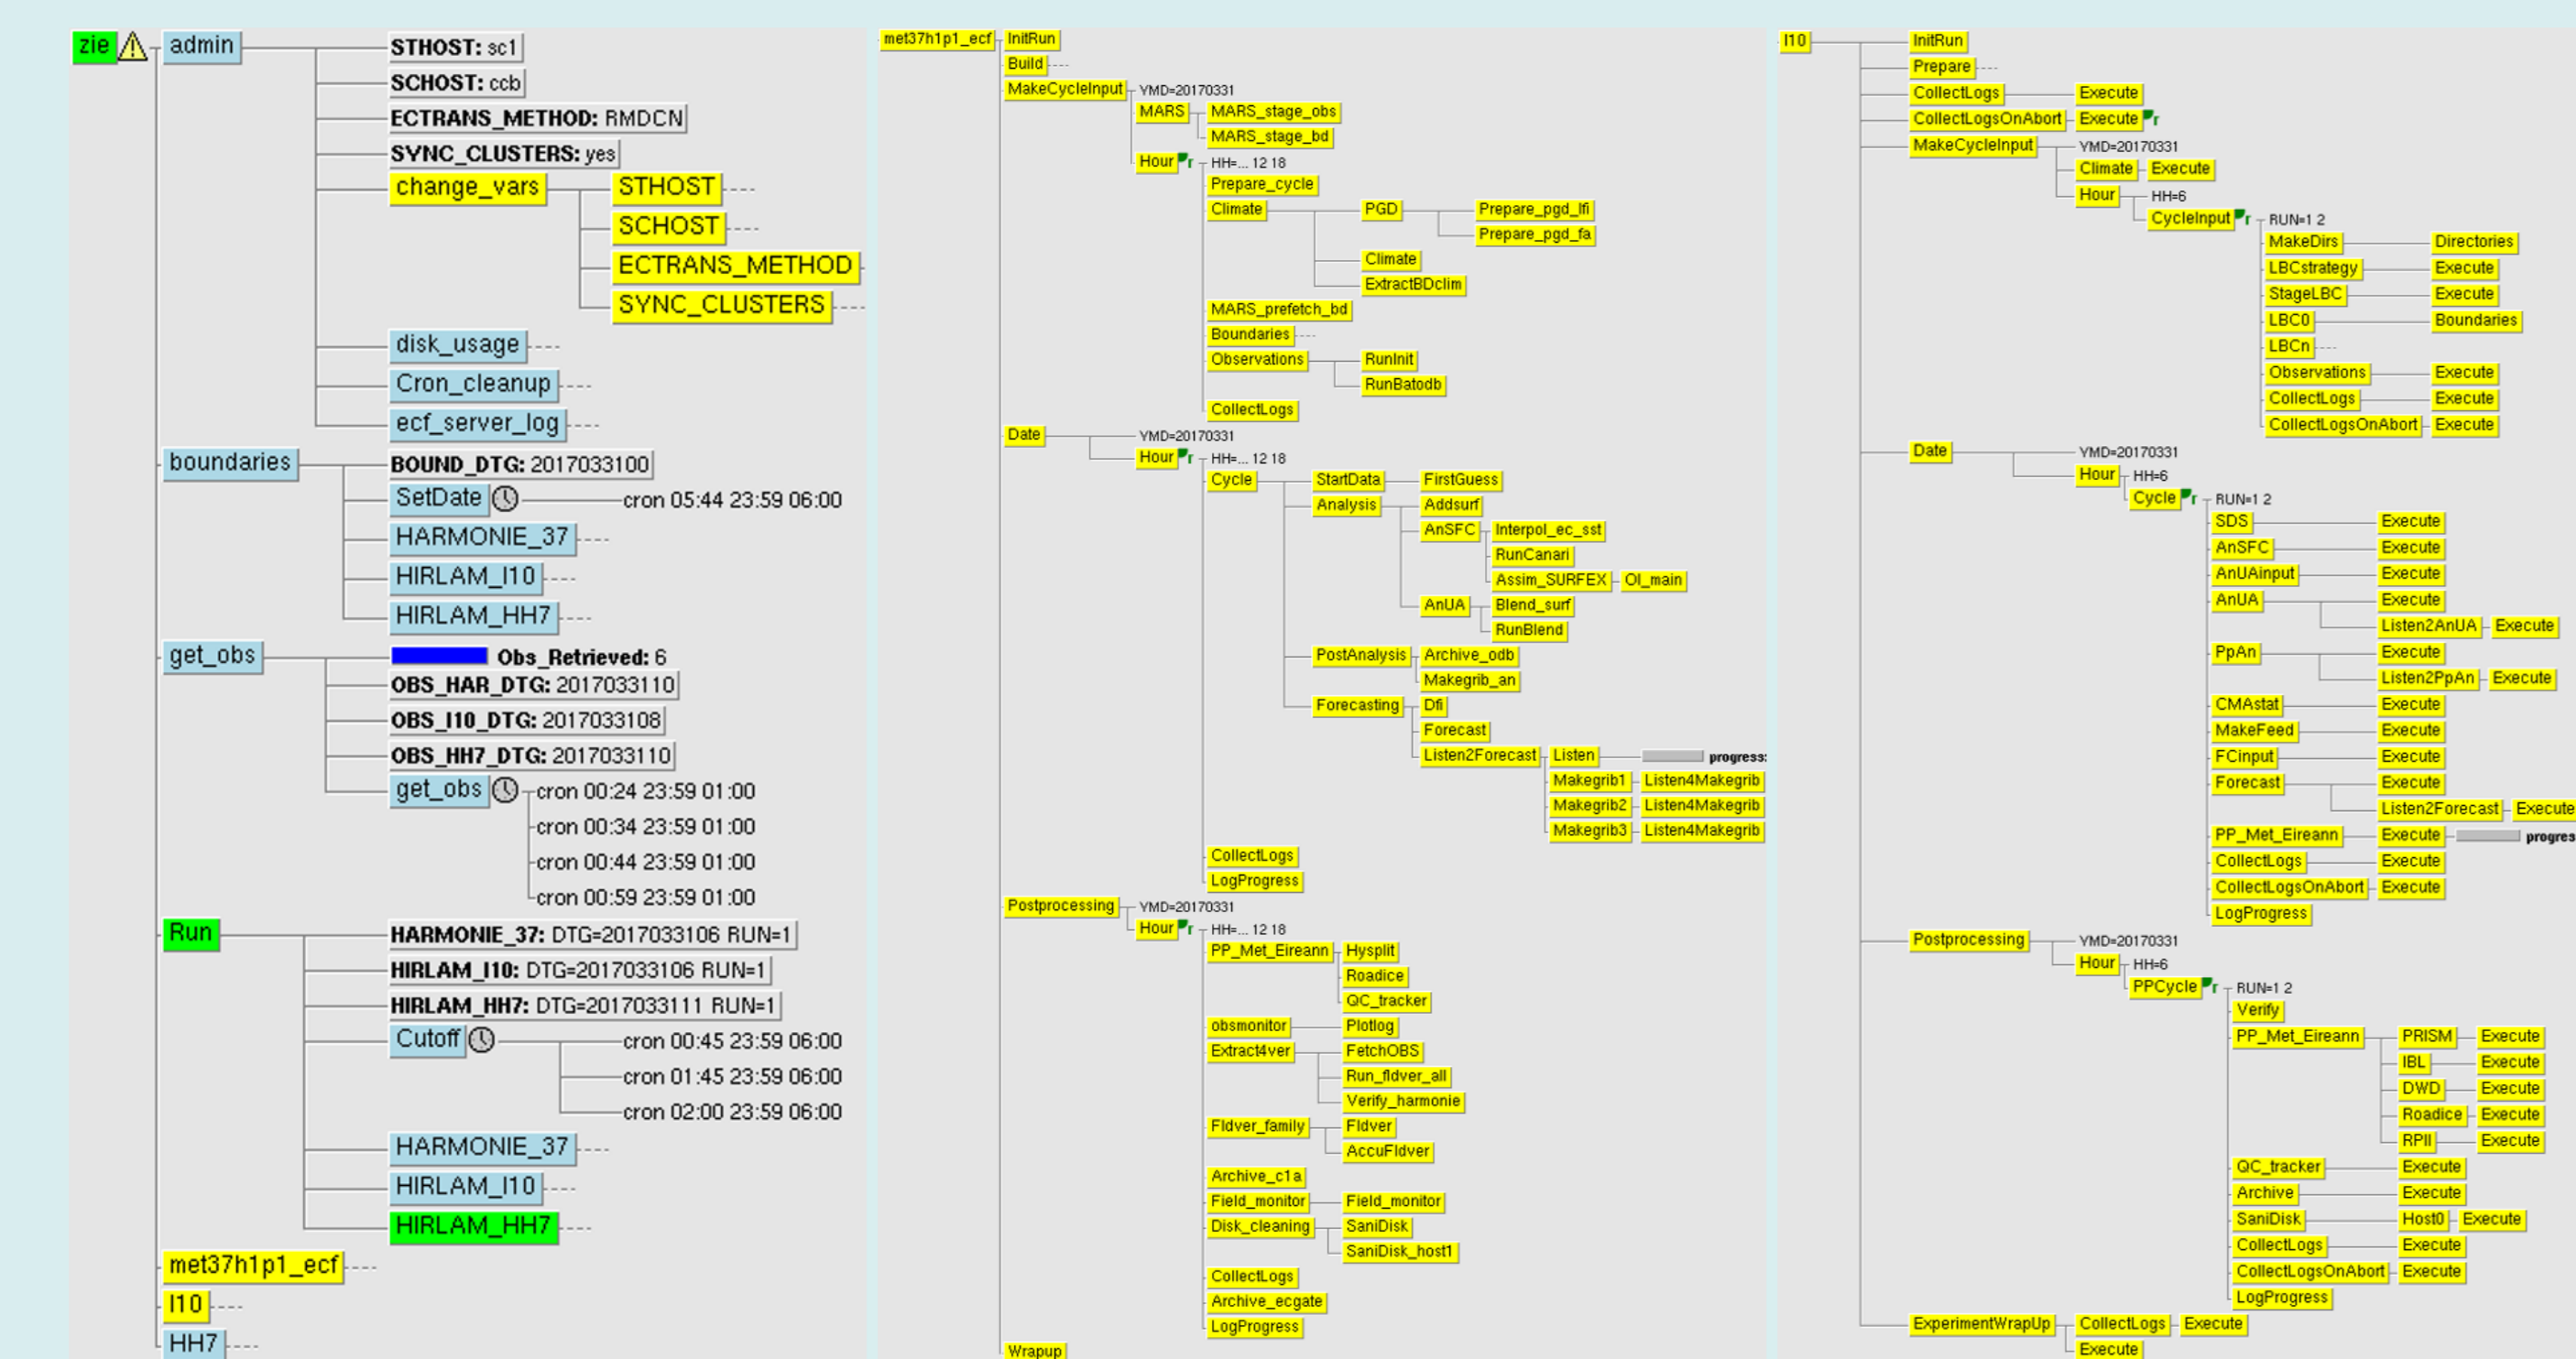 zie admin STHOST: sc1
SCHOST: ccb
ECTRANS_METHOD: RMDCN
SYNC_CLUSTERS: yes
change_vars STHOST
SCHOST
ECTRANS_METHOD
SYNC_CLUSTERS
disk_usage
Cron_cleanup
ecf_server_log
boundaries BOUND_DTG: 2017033100
SetDate cron 05:44 23:59 06:00
HARMONIE_37
HIRLAM_I10
HIRLAM_HH7
get_obs Obs_Retrieved: 6
OBS_HAR_DTG: 2017033110
OBS_I10_DTG: 2017033108
OBS_HH7_DTG: 2017033110
get_obs cron 00:24 23:59 01:00
cron 00:34 23:59 01:00
cron 00:44 23:59 01:00
cron 00:59 23:59 01:00
Run HARMONIE_37: DTG=2017033106 RUN=1
HIRLAM_I10: DTG=2017033106 RUN=1
HIRLAM_HH7: DTG=2017033111 RUN=1
Cutoff cron 00:45 23:59 06:00
cron 01:45 23:59 06:00
cron 02:00 23:59 06:00
HARMONIE_37
HIRLAM_I10
HIRLAM_HH7
met37h1p1_ecf
I10
HH7
met37h1p1_ecf InitRun
Build
MakeCycleInput YMD=20170331
MARS MARS_stage_obs
MARS_stage_bd
Hour r HH=... 12 18
Prepare_cycle
Climate PGD Prepare_pgd_lfi
Prepare_pgd_fa
Climate
ExtractBDclim
MARS_prefetch_bd
Boundaries
Observations RunInit
RunBatodb
CollectLogs
Date YMD=20170331
Hour r HH=... 12 18
Cycle StartData FirstGuess
Analysis Addsurf
AnSFC Interpol_ec_sst
RunCanari
Assim_SURFEX OI_main
AnUA Blend_surf
RunBlend
PostAnalysis Archive_odb
Makegrib_an
Forecasting Dfi
Forecast
Listen2Forecast Listen progress:
Makegrib1 Listen4Makegrib
Makegrib2 Listen4Makegrib
Makegrib3 Listen4Makegrib
CollectLogs
LogProgress
Postprocessing YMD=20170331
Hour r HH=... 12 18
PP_Met_Eireann Hysplit
Roadice
QC_tracker
obsmonitor Plotlog
Extract4ver FetchOBS
Run_fldver_all
Verify_harmonie
Fldver_family Fldver
AccuFldver
Archive_c1a
Field_monitor Field_monitor
Disk_cleaning SaniDisk
SaniDisk_host1
CollectLogs
Archive_ecgate
LogProgress
Wrapup
I10 InitRun
Prepare
CollectLogs Execute
CollectLogsOnAbort Execute r
MakeCycleInput YMD=20170331
Climate Execute
Hour HH=6
CycleInput r RUN=1 2
MakeDirs Directories
LBCstrategy Execute
StageLBC Execute
LBC0 Boundaries
LBCn
Observations Execute
CollectLogs Execute
CollectLogsOnAbort Execute
Date YMD=20170331
Hour HH=6
Cycle r RUN=1 2
SDS Execute
AnSFC Execute
AnUAinput Execute
AnUA Execute
Listen2AnUA Execute
PpAn Execute
Listen2PpAn Execute
CMAstat Execute
MakeFeed Execute
FCinput Execute
Forecast Execute
Listen2Forecast Execute
PP_Met_Eireann Execute progres
CollectLogs Execute
CollectLogsOnAbort Execute
LogProgress
Postprocessing YMD=20170331
Hour HH=6
PPCycle r RUN=1 2
Verify
PP_Met_Eireann PRISM Execute
IBL Execute
DWD Execute
Roadice Execute
RPII Execute
QC_tracker Execute
Archive Execute
SaniDisk Host0 Execute
CollectLogs Execute
CollectLogsOnAbort Execute
LogProgress
ExperimentWrapUp CollectLogs Execute
Execute